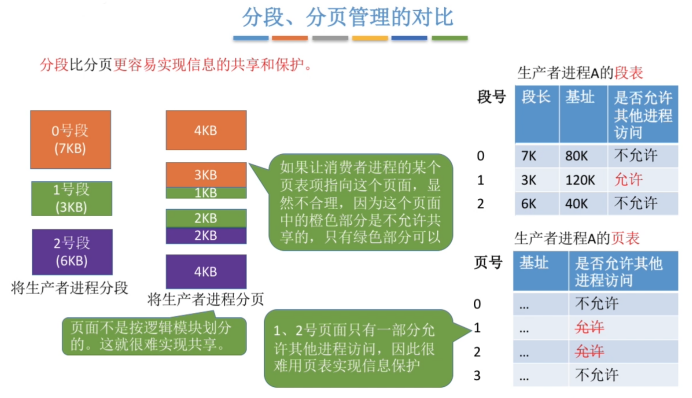 分段、分页管理的对比
分段比分页更容易实现信息的共享和保护。
0号段
(7KB)
1号段
(3KB)
2号段
(6KB)
将生产者进程分段
4KB
3KB
1KB
2KB
2KB
4KB
将生产者进程分页
如果让消费者进程的某个
页表项指向这个页面，显
然不合理，因为这个页面
中的橙色部分是不允许共
享的，只有绿色部分可以
页面不是按逻辑模块划分
的。这就很难实现共享。
1、2号页面只有一部分允
许其他进程访问，因此很
难用页表实现信息保护
生产者进程A的段表
段号 段长 基址 是否允许
其他进程
访问
0 7K 80K 不允许
1 3K 120K 允许
2 6K 40K 不允许
生产者进程A的页表
页号 基址 是否允许其他
进程访问
0 ... 不允许
1 ... 允许
2 ... 允许
3 ... 不允许